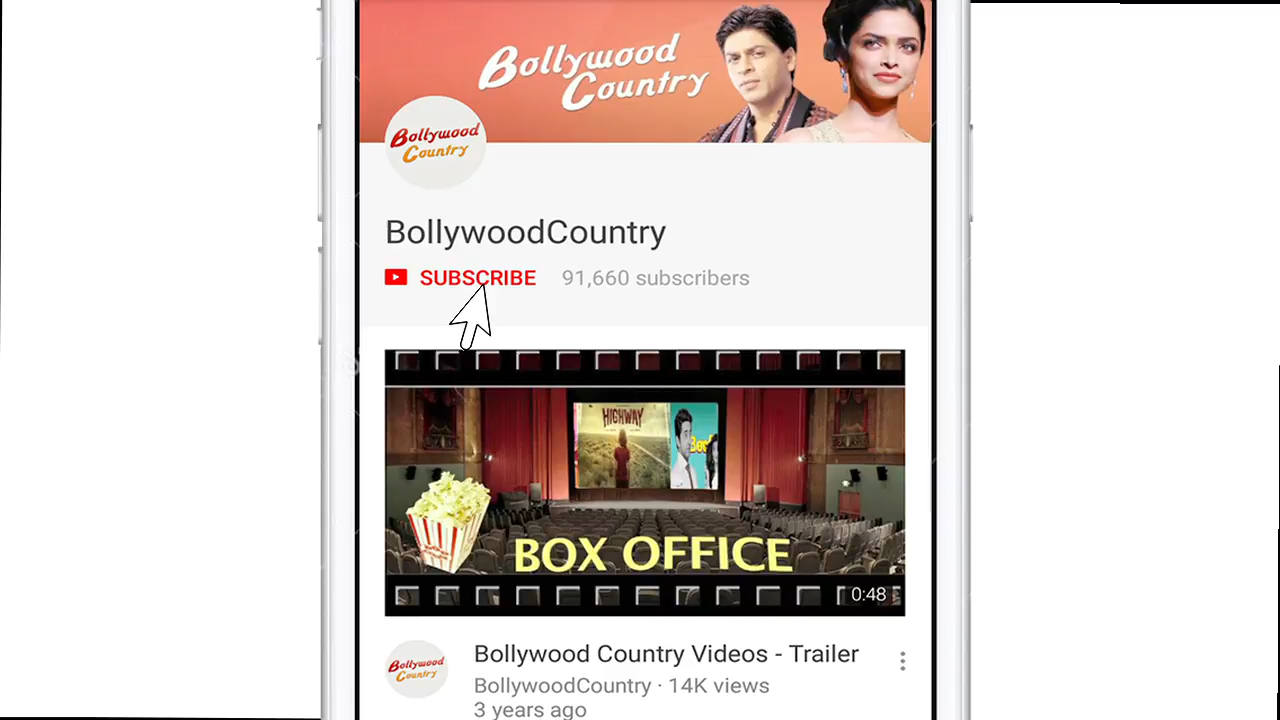 Bollywood
Country
Bollywood
Country
BollywoodCountry
SUBSCRIBE 91,660 subscribers
HIGHWAY
BOX OFFICE
0:48
Bollywood
Country
Bollywood Country Videos - Trailer
BollywoodCountry · 14K views
3 years ago